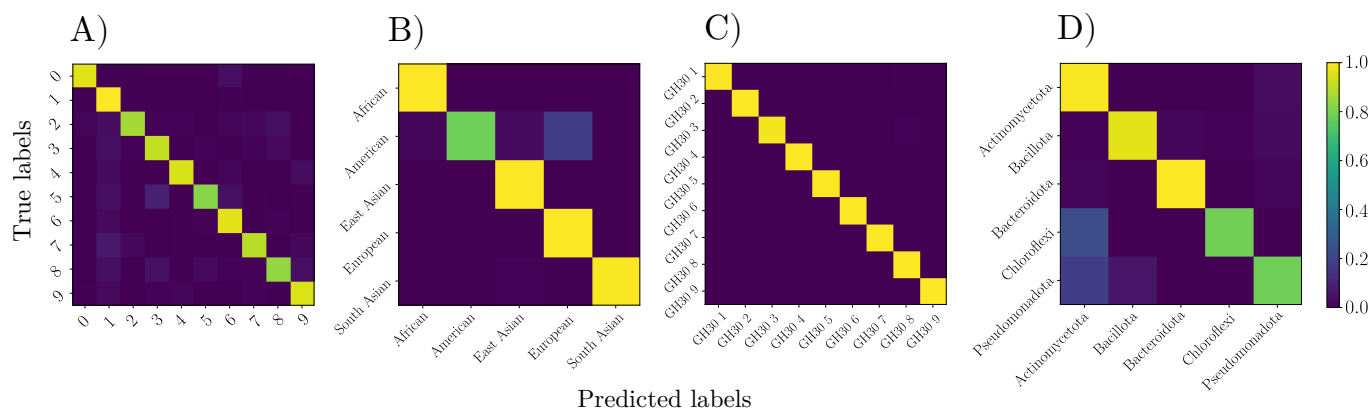 A)
B)
C)
D)
True labels
0
1
2
3
4
5
6
7
8
9
0 1 2 3 4 5 6 7 8 9
African
American
East Asian
European
South Asian
African American East Asian European South Asian
GH30 1
GH30 2
GH30 3
GH30 4
GH30 5
GH30 6
GH30 7
GH30 8
GH30 9
GH30 1 GH30 2 GH30 3 GH30 4 GH30 5 GH30 6 GH30 7 GH30 8 GH30 9
Actinomycetota
Bacillota
Bacteroidota
Chloroflexi
Pseudomonadota
Actinomycetota Bacillota Bacteroidota Chloroflexi Pseudomonadota
1.0
0.8
0.6
0.4
0.2
0.0
Predicted labels